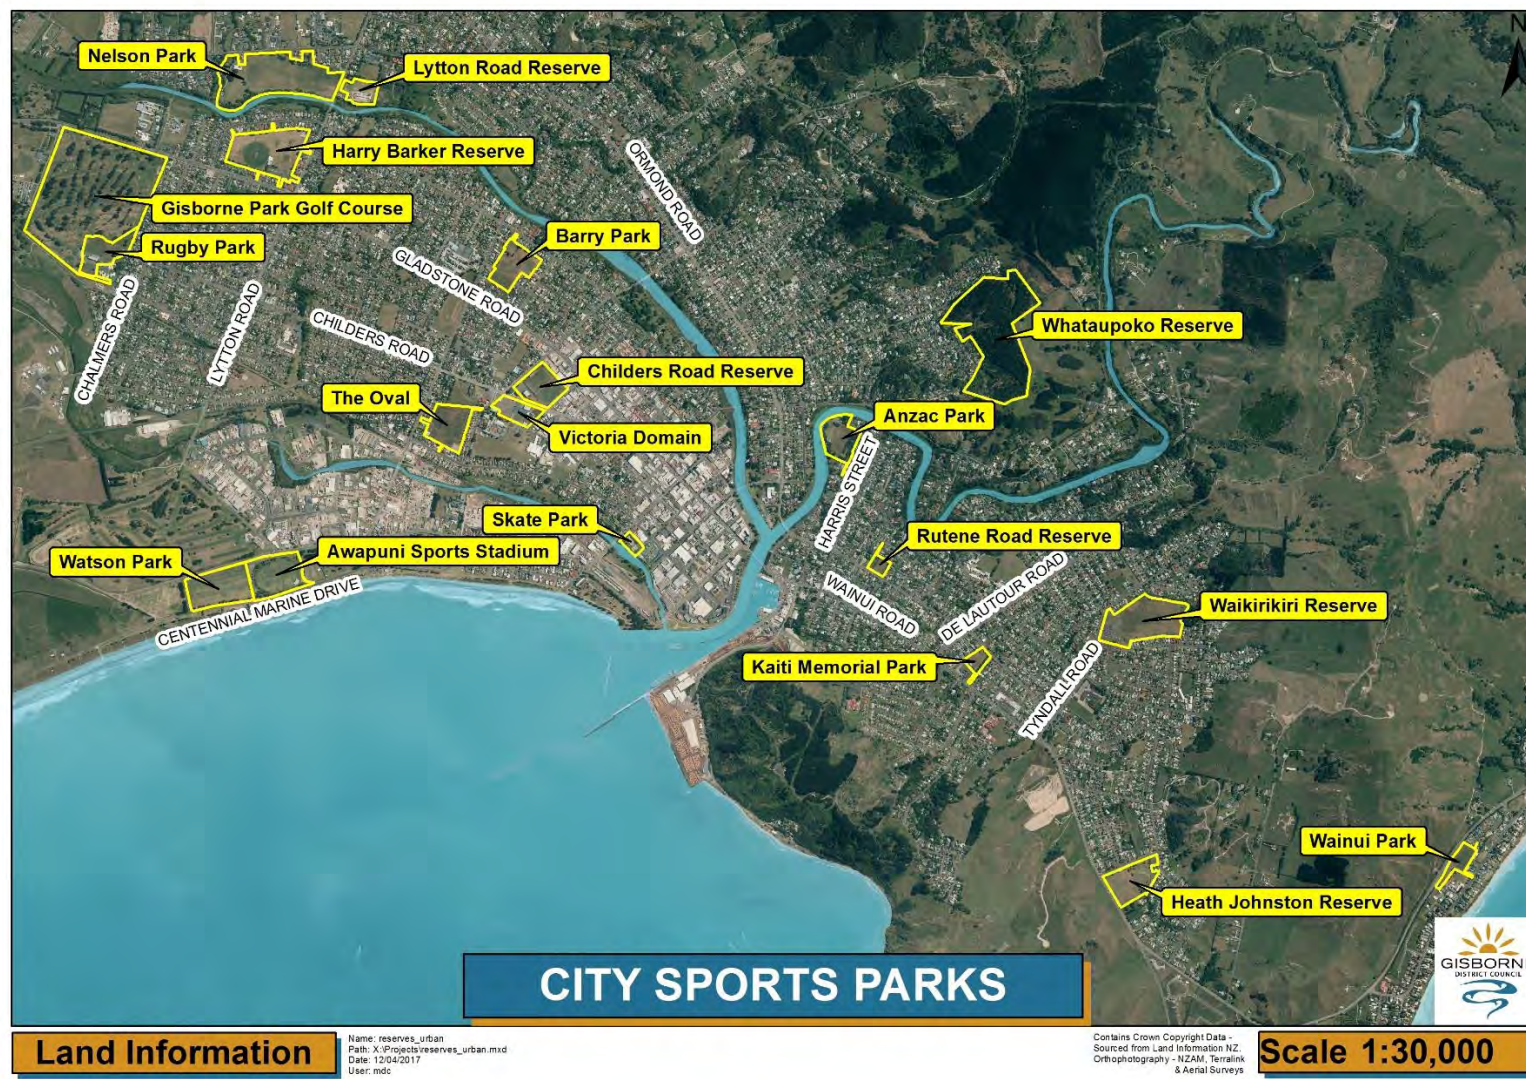 N
Nelson Park
Lytton Road Reserve
Harry Barker Reserve
ORMOND ROAD
Gisborne Park Golf Course
Rugby Park
Barry Park
GLADSTONE ROAD
CHALMERS ROAD
LYTTON ROAD
CHILDERS ROAD
Whataupoko Reserve
Childers Road Reserve
The Oval
Victoria Domain
Anzac Park
HARRIS STREET
Skate Park
Rutene Road Reserve
Watson Park
Awapuni Sports Stadium
CENTENNIAL MARINE DRIVE
WAINUI ROAD
DE LAUTOUR ROAD
Waikirikiri Reserve
Kaiti Memorial Park
TYNDALL ROAD
Wainui Park
Heath Johnston Reserve
GISBORN
DISTRICT COUNCIL
CITY SPORTS PARKS
Land Information
Name: reserves_urban
Path: X:\Projects\reserves_urban.mxd
Date: 12/04/2017
User: mdc
Contains Crown Copyright Data -
Sourced from Land Information NZ.
Orthophotography - NZAM, Terralink
& Aerial Surveys
Scale 1:30,000